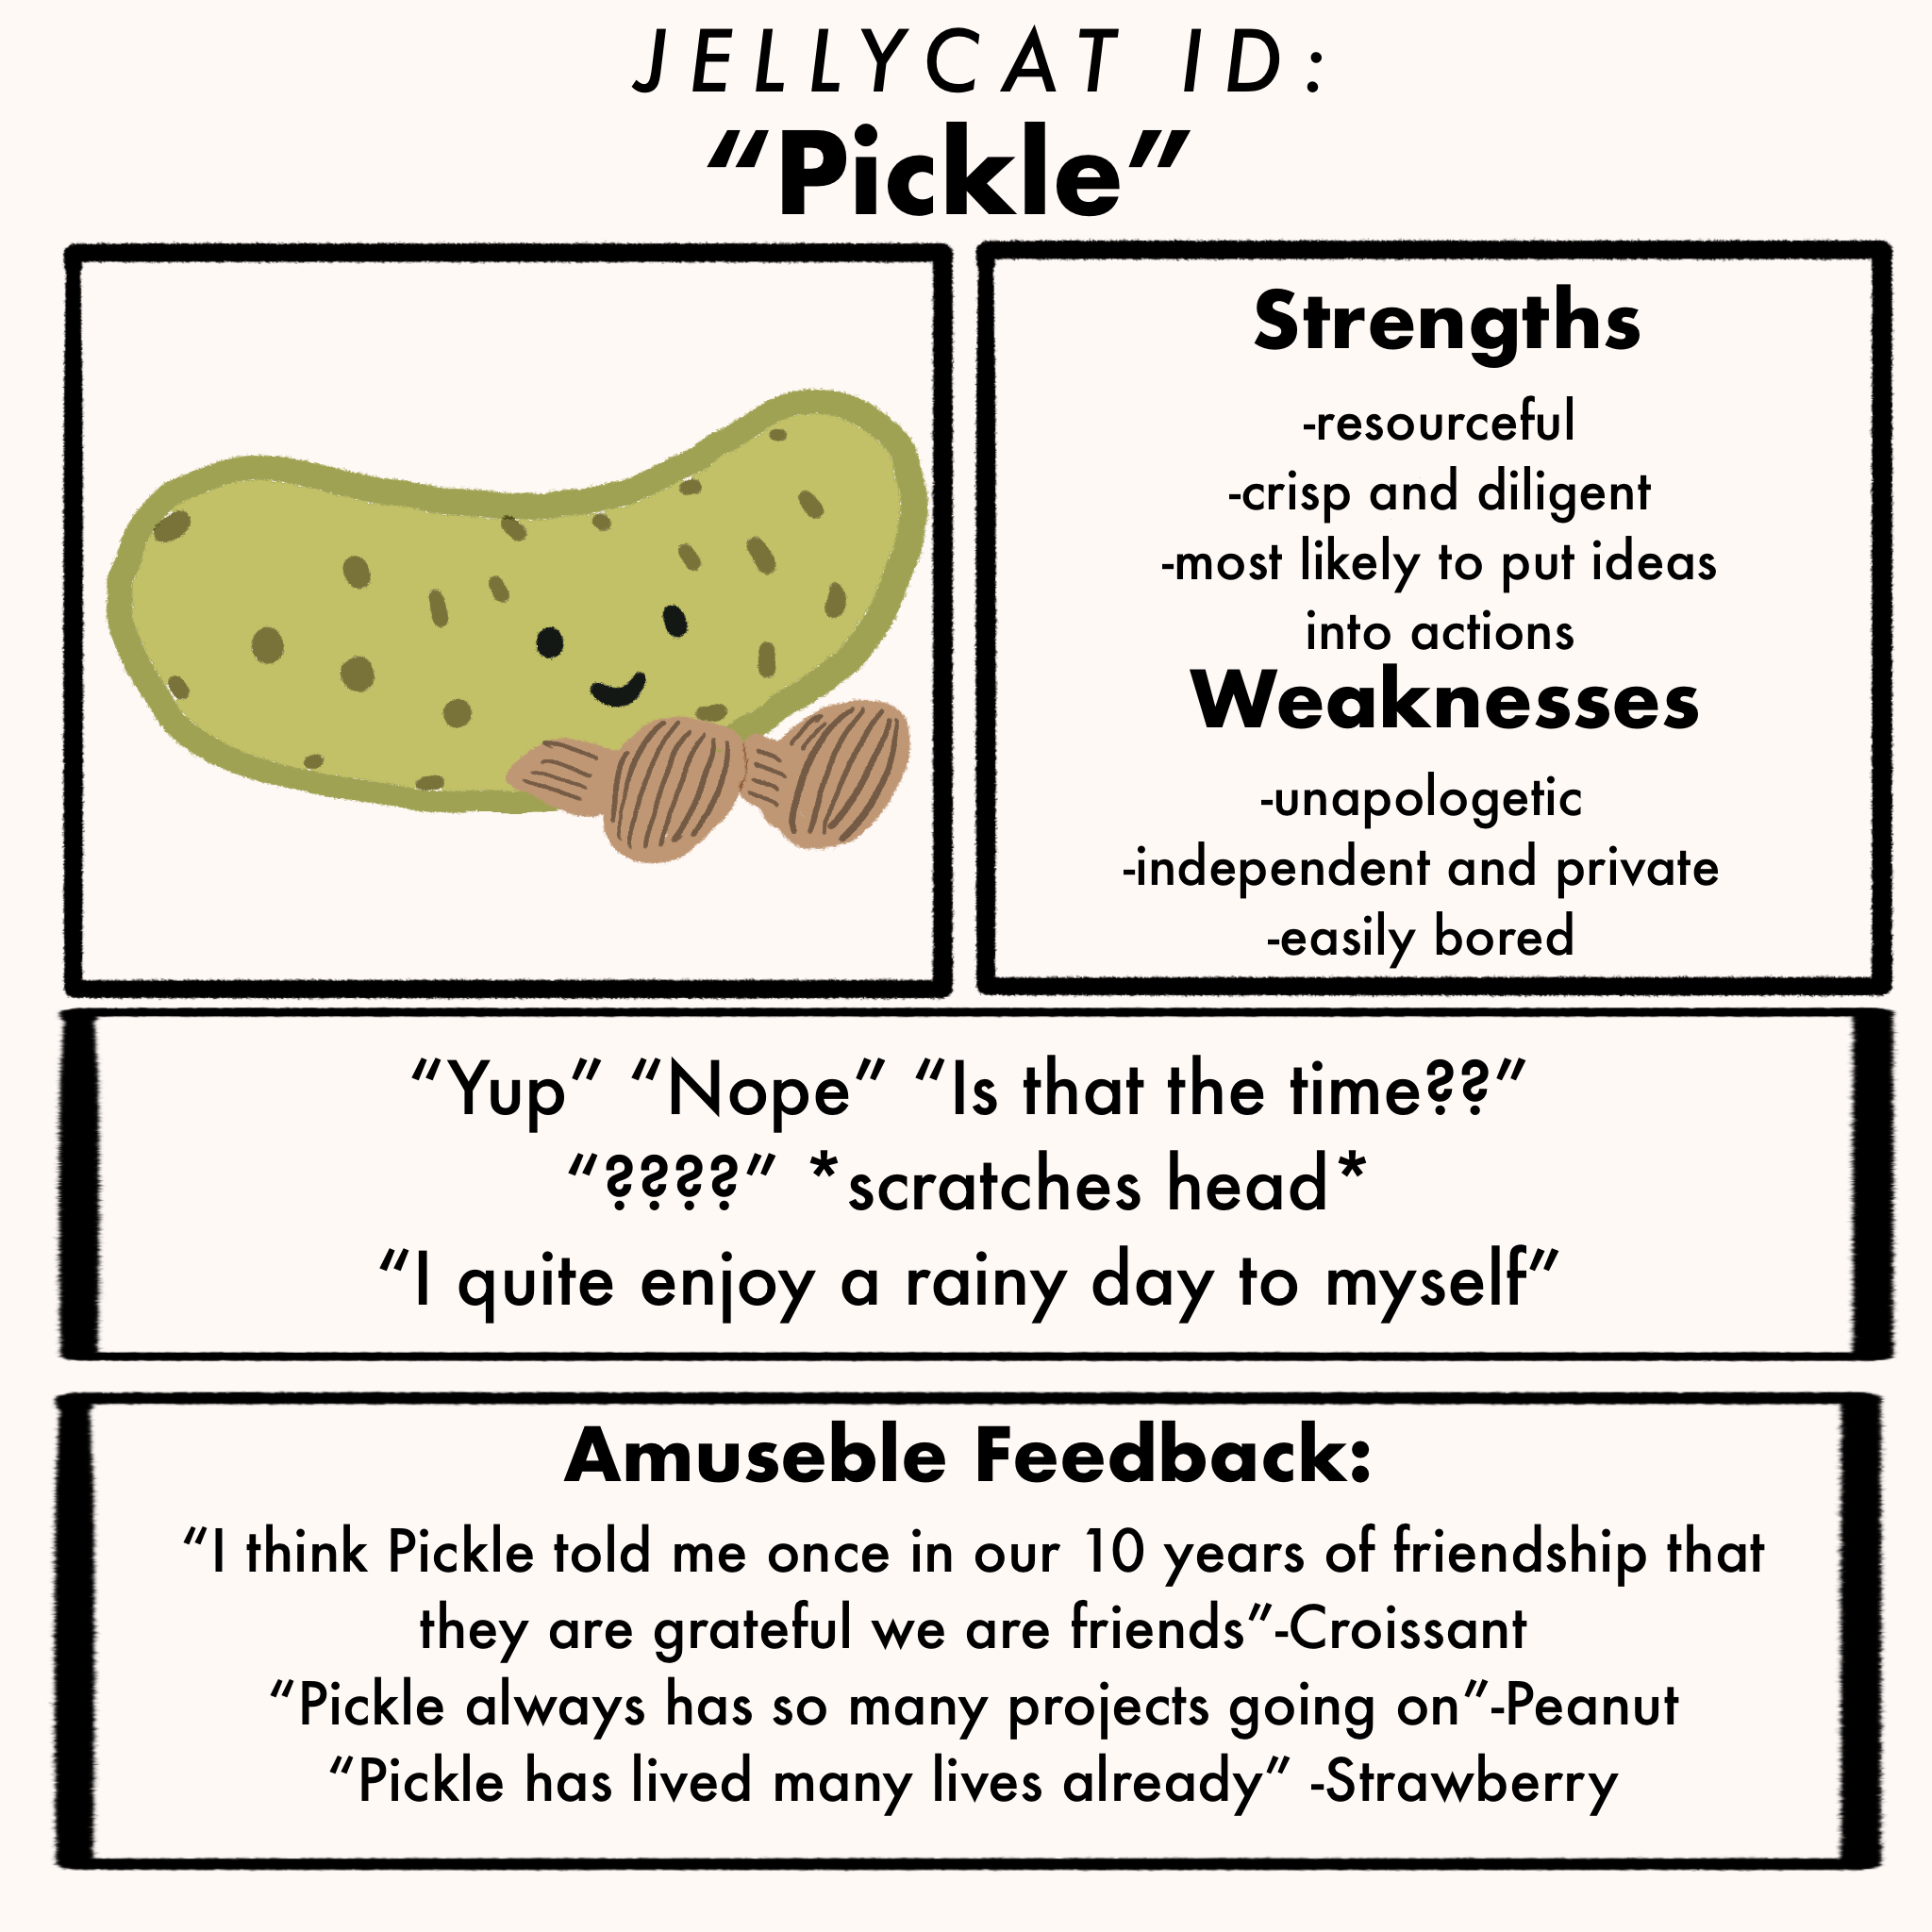 JELLYCAT ID:
“Pickle”
Strengths
-resourceful
-crisp and diligent
-most likely to put ideas
into actions
Weaknesses
-unapologetic
-independent and private
-easily bored
“Yup” “Nope” “Is that the time??”
“????” *scratches head*
“I quite enjoy a rainy day to myself”
Amuseble Feedback:
“I think Pickle told me once in our 10 years of friendship that
they are grateful we are friends”-Croissant
“Pickle always has so many projects going on”-Peanut
“Pickle has lived many lives already” -Strawberry